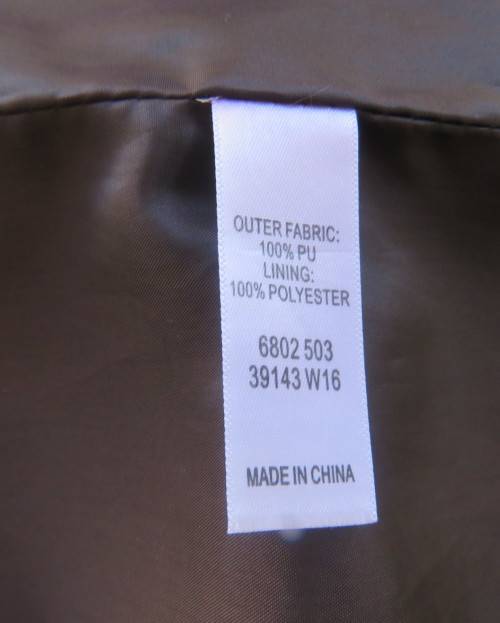 OUTER FABRIC:
100% PU
LINING:
100% POLYESTER
6802 503
39143 W16
MADE IN CHINA